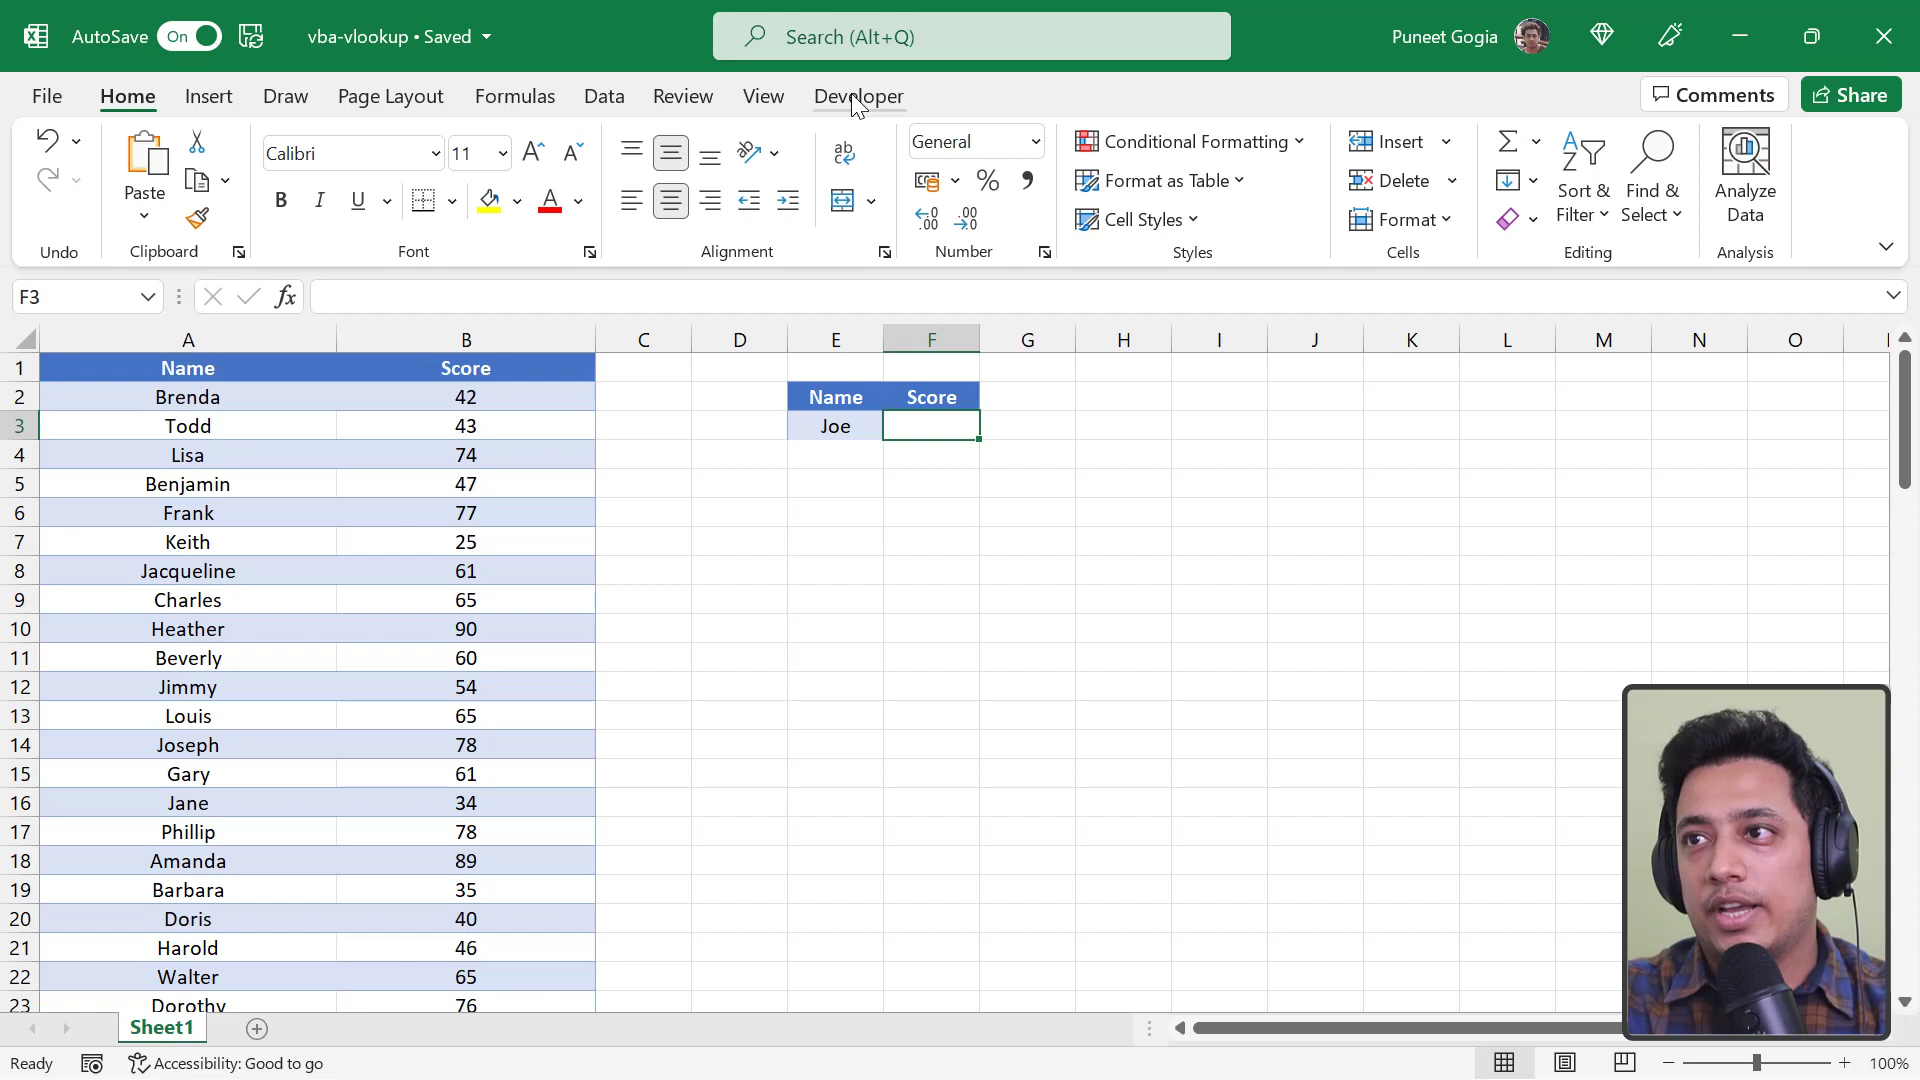 AutoSave On vba-vlookup • Saved Search (Alt+Q) Puneet Gogia
File Home Insert Draw Page Layout Formulas Data Review View Developer Comments Share
Calibri 11 General Conditional Formatting Insert
Paste Format as Table Delete Sort & Find & Analyze
B I U Cell Styles Format Filter Select Data
Undo Clipboard Font Alignment Number Styles Cells Editing Analysis
F3 fx
A B C D E F G H I J K L M N O
1 Name Score
2 Brenda 42 Name Score
3 Todd 43 Joe
4 Lisa 74
5 Benjamin 47
6 Frank 77
7 Keith 25
8 Jacqueline 61
9 Charles 65
10 Heather 90
11 Beverly 60
12 Jimmy 54
13 Louis 65
14 Joseph 78
15 Gary 61
16 Jane 34
17 Phillip 78
18 Amanda 89
19 Barbara 35
20 Doris 40
21 Harold 46
22 Walter 65
23 Dorothy 76
Sheet1
Ready Accessibility: Good to go 100%